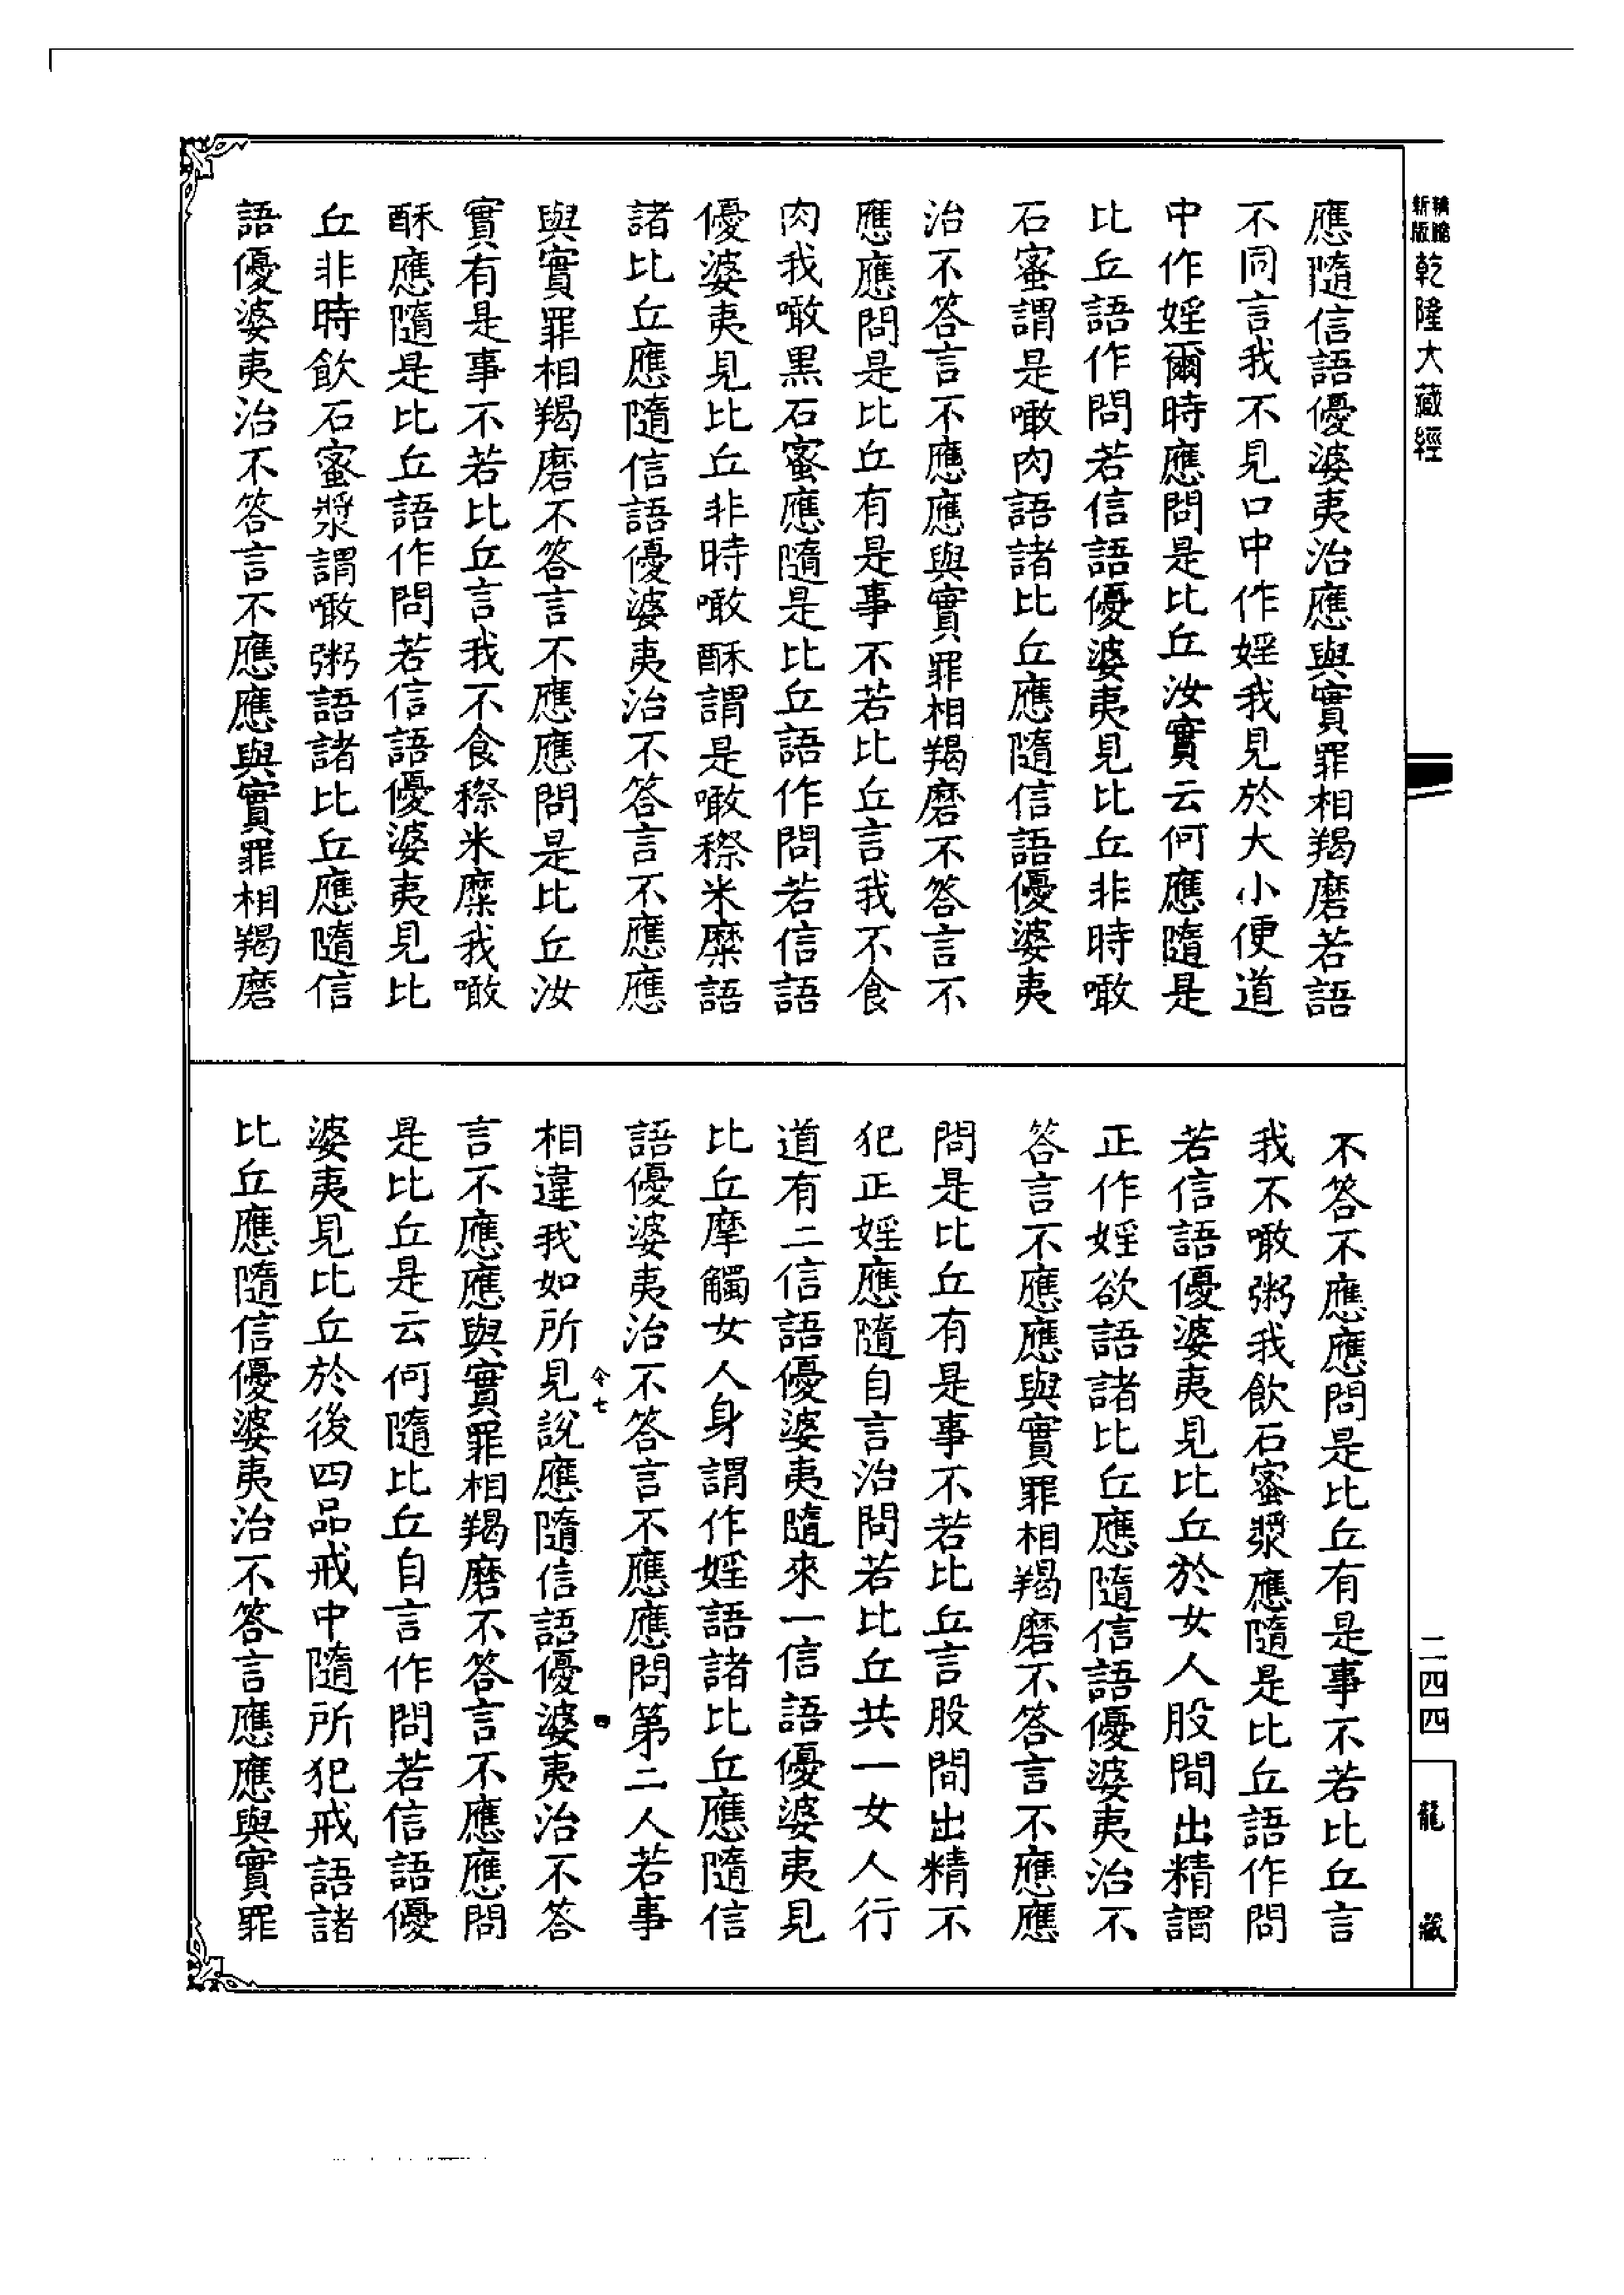 新版
乾隆大藏經
應隨信語優婆夷治應與實罪相羯磨若語
不同言我不見口中作婬我見於大小便道
中作婬爾時應問是比丘汝實云何應隨是
比丘語作問若信語優婆夷見比丘非時噉
石蜜謂是噉肉語諸比丘應隨信語優婆夷
治不答言不應應與實罪相羯磨不答言不
應應問是比丘有是事不若比丘言我不食
肉我噉黑石蜜應隨是比丘語作問若信語
優婆夷見比丘非時噉酥謂是噉穄米糜語
諸比丘應隨信語優婆夷治不答言不應應
與實罪相羯磨不答言不應應問是比丘汝
實有是事不若比丘言我不食穄米糜我噉
酥應隨是比丘語作問若信語優婆夷見比
丘非時飲石蜜漿謂噉粥語諸比丘應隨信
語優婆夷治不答言不應應與實罪相羯磨
不答不應應問是比丘有是事不若比丘言
我不噉粥我飲石蜜漿應隨是比丘語作問
若信語優婆夷見比丘於女人股間出精謂
正作婬欲語諸比丘應隨信語優婆夷治不
答言不應應與實罪相羯磨不答言不應應
問是比丘有是事不若比丘言股間出精不
犯正婬應隨自言治問若比丘共一女人行
道有二信語優婆夷隨來一信語優婆夷見
比丘摩觸女人身謂作婬語諸比丘應隨信
語優婆夷治不答言不應應問第二人若事
相違我如所見說應隨信語優婆夷治不答
言不應應與實罪相羯磨不答言不應應問
是比丘是云何隨比丘自言作問若信語優
婆夷見比丘於後四品戒中隨所犯戒語諸
比丘應隨信優婆夷治不答言應應與實罪
令七
四
二四四
龍藏